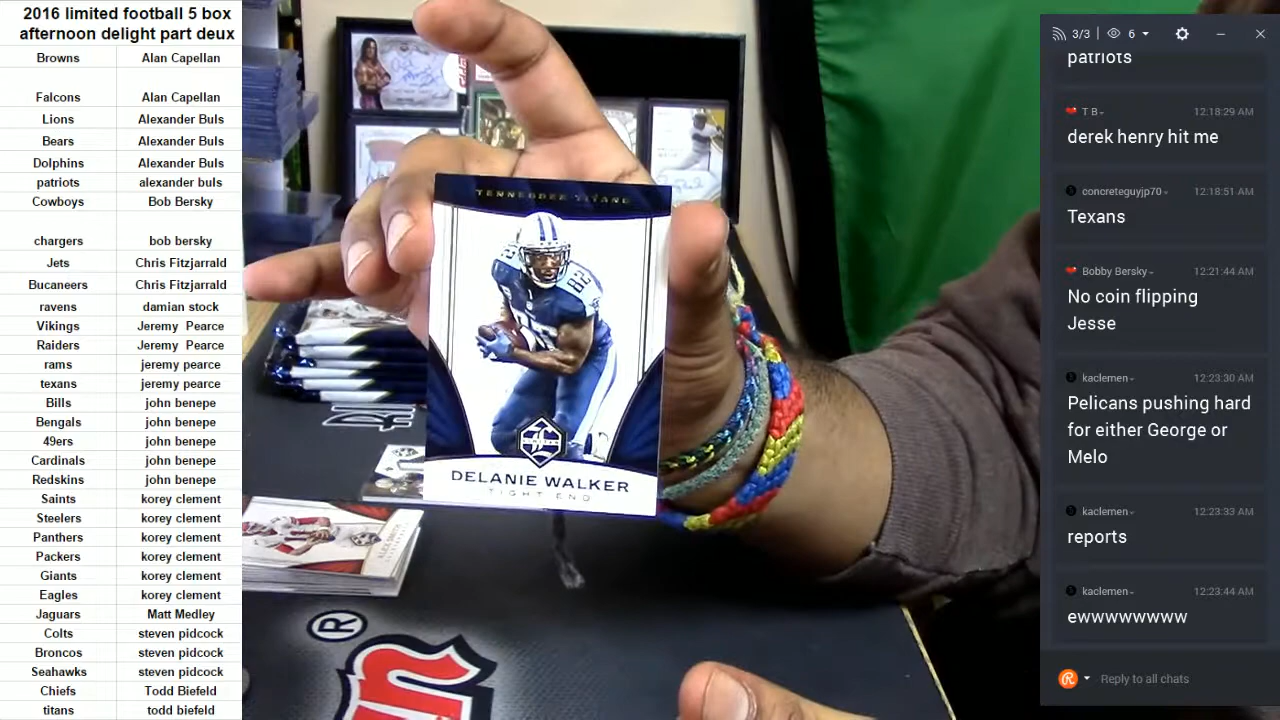 2016 limited football 5 box
afternoon delight part deux
Browns Alan Capellan
Falcons Alan Capellan
Lions Alexander Buls
Bears Alexander Buls
Dolphins Alexander Buls
patriots alexander buls
Cowboys Bob Bersky
chargers bob bersky
Jets Chris Fitzjarrald
Bucaneers Chris Fitzjarrald
ravens damian stock
Vikings Jeremy Pearce
Raiders Jeremy Pearce
rams jeremy pearce
texans jeremy pearce
Bills john benepe
Bengals john benepe
49ers john benepe
Cardinals john benepe
Redskins john benepe
Saints korey clement
Steelers korey clement
Panthers korey clement
Packers korey clement
Giants korey clement
Eagles korey clement
Jaguars Matt Medley
Colts steven pidcock
Broncos steven pidcock
Seahawks steven pidcock
Chiefs Todd Biefeld
titans todd biefeld
TENNESSEE TITANS
82
LIMITED
DELANIE WALKER
TIGHT END
ALEX SMITH
®
3/3 6
patriots
T B 12:18:29 AM
derek henry hit me
concreteguyjp70 12:18:51 AM
Texans
Bobby Bersky 12:21:44 AM
No coin flipping
Jesse
kaclemen 12:23:30 AM
Pelicans pushing hard
for either George or
Melo
kaclemen 12:23:33 AM
reports
kaclemen 12:23:44 AM
ewwwwwwww
Reply to all chats